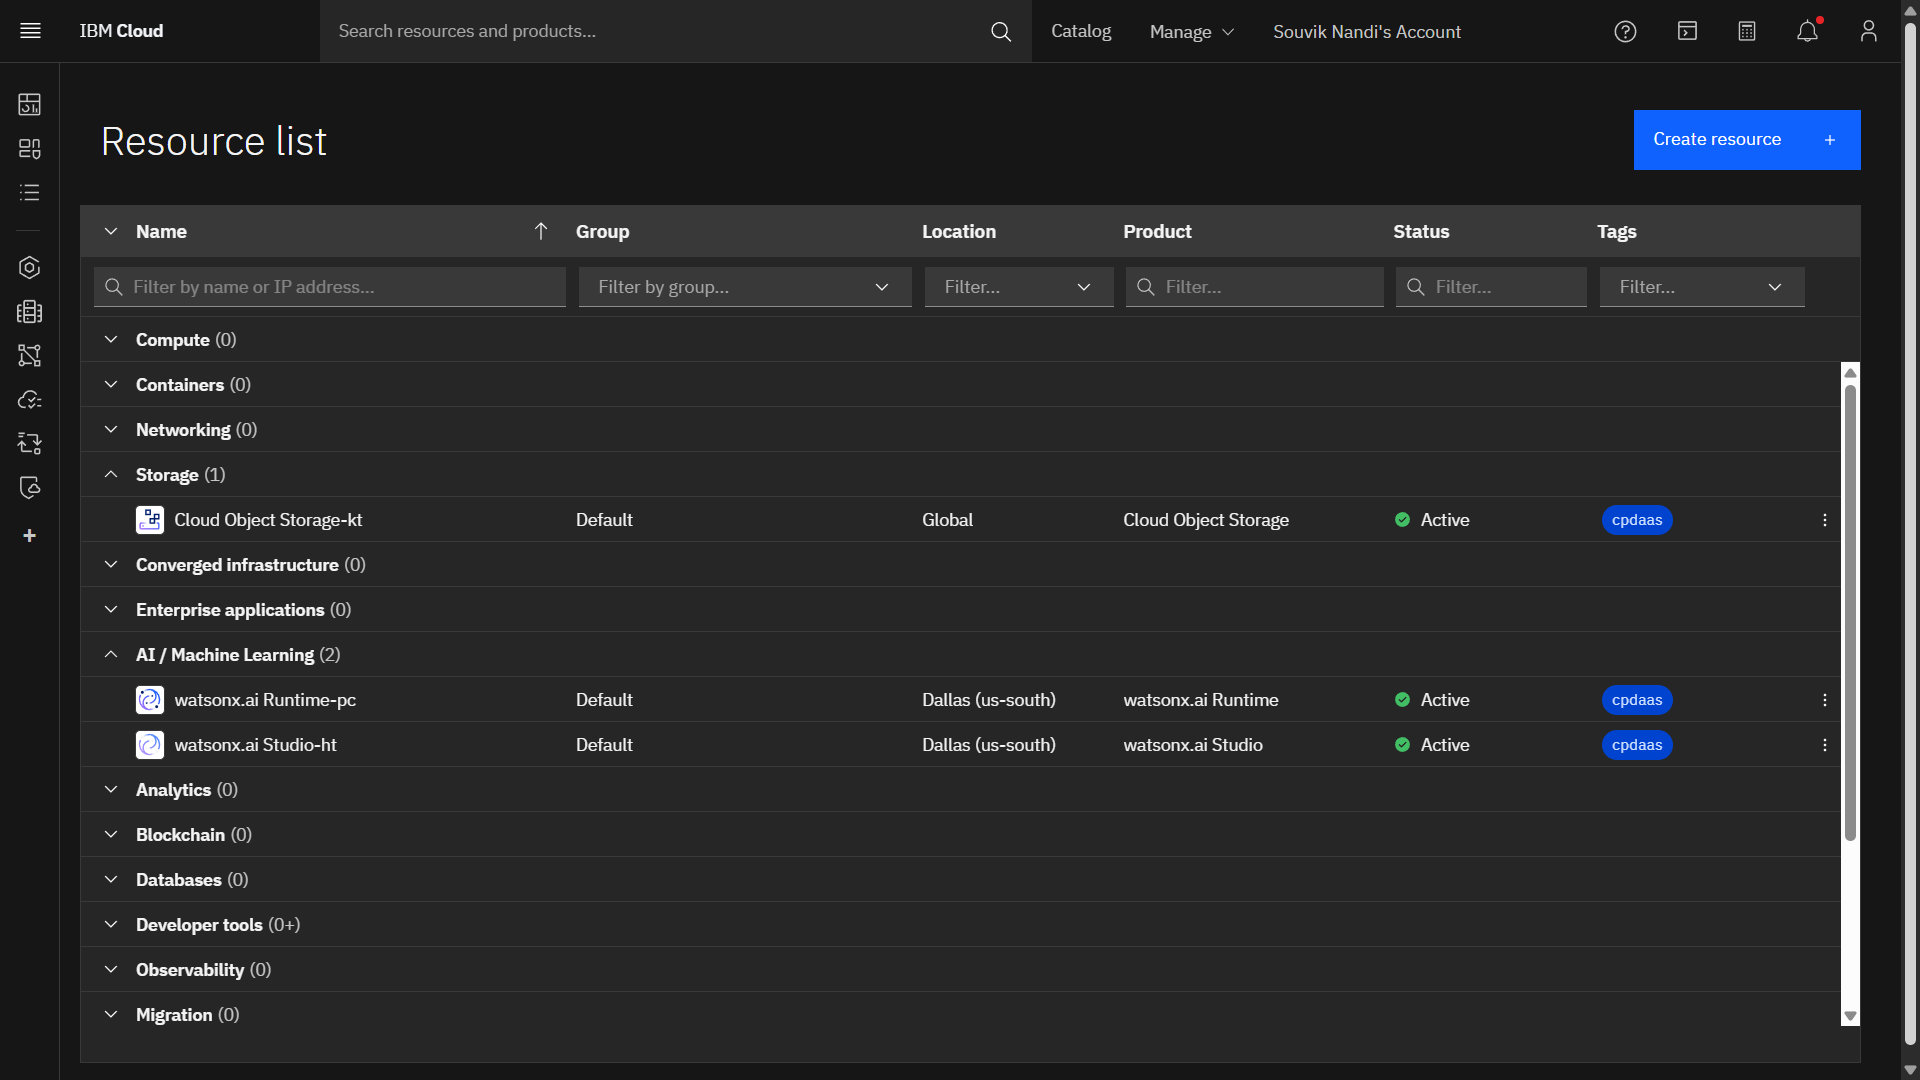 IBM Cloud
Search resources and products...
Catalog
Manage
Souvik Nandi's Account
Resource list
Create resource +
Name Group Location Product Status Tags
Filter by name or IP address... Filter by group... Filter... Filter... Filter... Filter...
Compute (0)
Containers (0)
Networking (0)
Storage (1)
Cloud Object Storage-kt Default Global Cloud Object Storage Active cpdaas
Converged infrastructure (0)
Enterprise applications (0)
AI / Machine Learning (2)
watsonx.ai Runtime-pc Default Dallas (us-south) watsonx.ai Runtime Active cpdaas
watsonx.ai Studio-ht Default Dallas (us-south) watsonx.ai Studio Active cpdaas
Analytics (0)
Blockchain (0)
Databases (0)
Developer tools (0+)
Observability (0)
Migration (0)